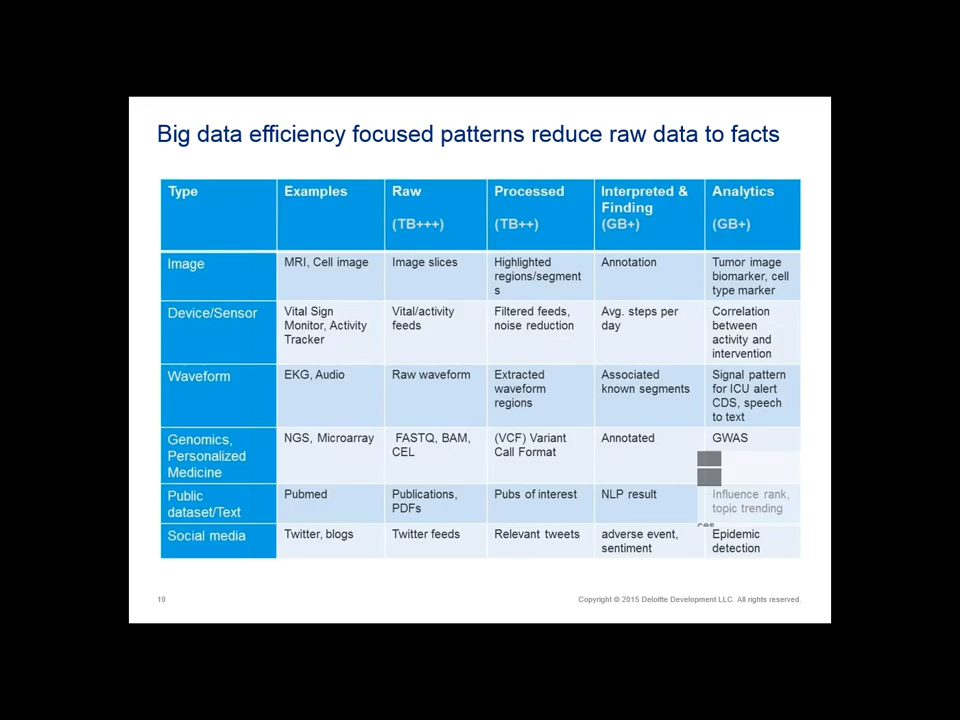 Big data efficiency focused patterns reduce raw data to facts
Type Examples Raw Processed Interpreted & Analytics
Finding
(TB+++) (TB++) (GB+) (GB+)
Image MRI, Cell image Image slices Highlighted Annotation Tumor image
regions/segment biomarker, cell
s type marker
Device/Sensor Vital Sign Vital/activity Filtered feeds, Avg. steps per Correlation
Monitor, Activity feeds noise reduction day between
Tracker activity and
intervention
Waveform EKG, Audio Raw waveform Extracted Associated Signal pattern
waveform known segments for ICU alert
regions CDS, speech
to text
Genomics, NGS, Microarray FASTQ, BAM, (VCF) Variant Annotated GWAS
Personalized CEL Call Format
Medicine
Public Pubmed Publications, Pubs of interest NLP result Influence rank,
dataset/Text PDFs topic trending
ces
Social media Twitter, blogs Twitter feeds Relevant tweets adverse event, Epidemic
sentiment detection
10 Copyright © 2015 Deloitte Development LLC. All rights reserved.